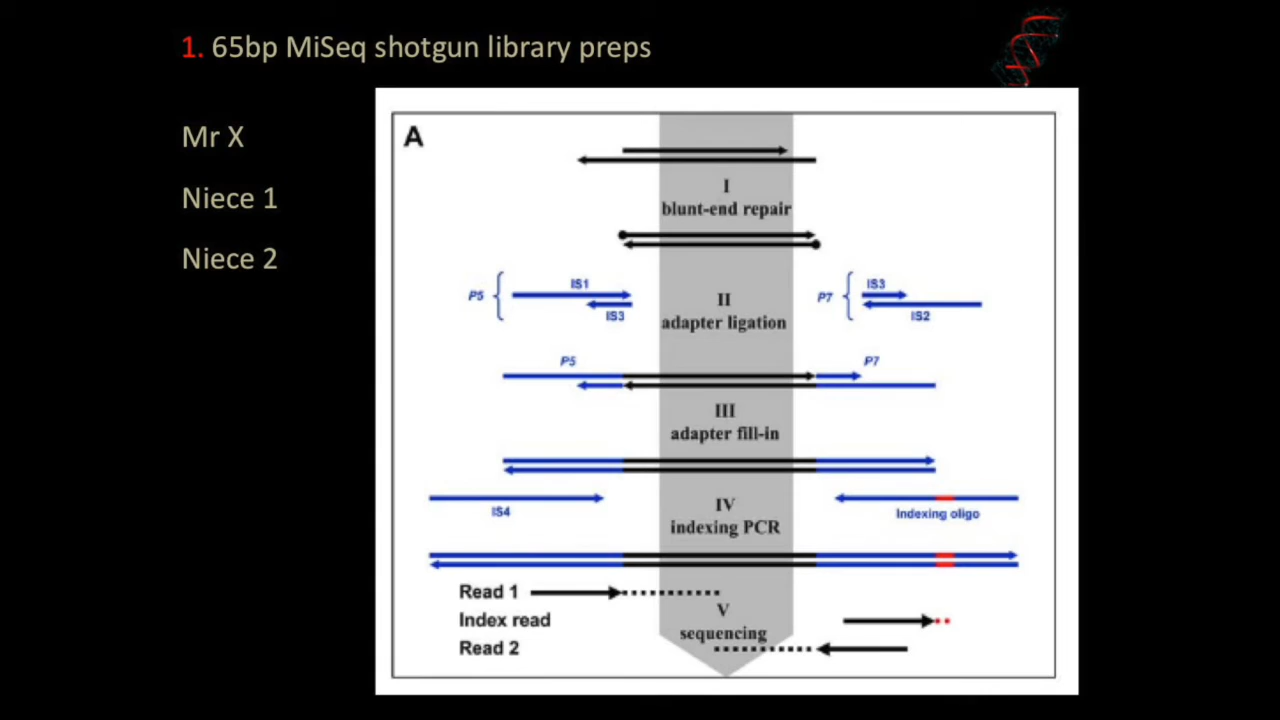 1. 65bp MiSeq shotgun library preps
Mr X
Niece 1
Niece 2
A
I
blunt-end repair
P5
IS1
IS3
II
adapter ligation
P7
IS3
IS2
P5
P7
III
adapter fill-in
IS4
IV
indexing PCR
Indexing oligo
Read 1
Index read
Read 2
V
sequencing